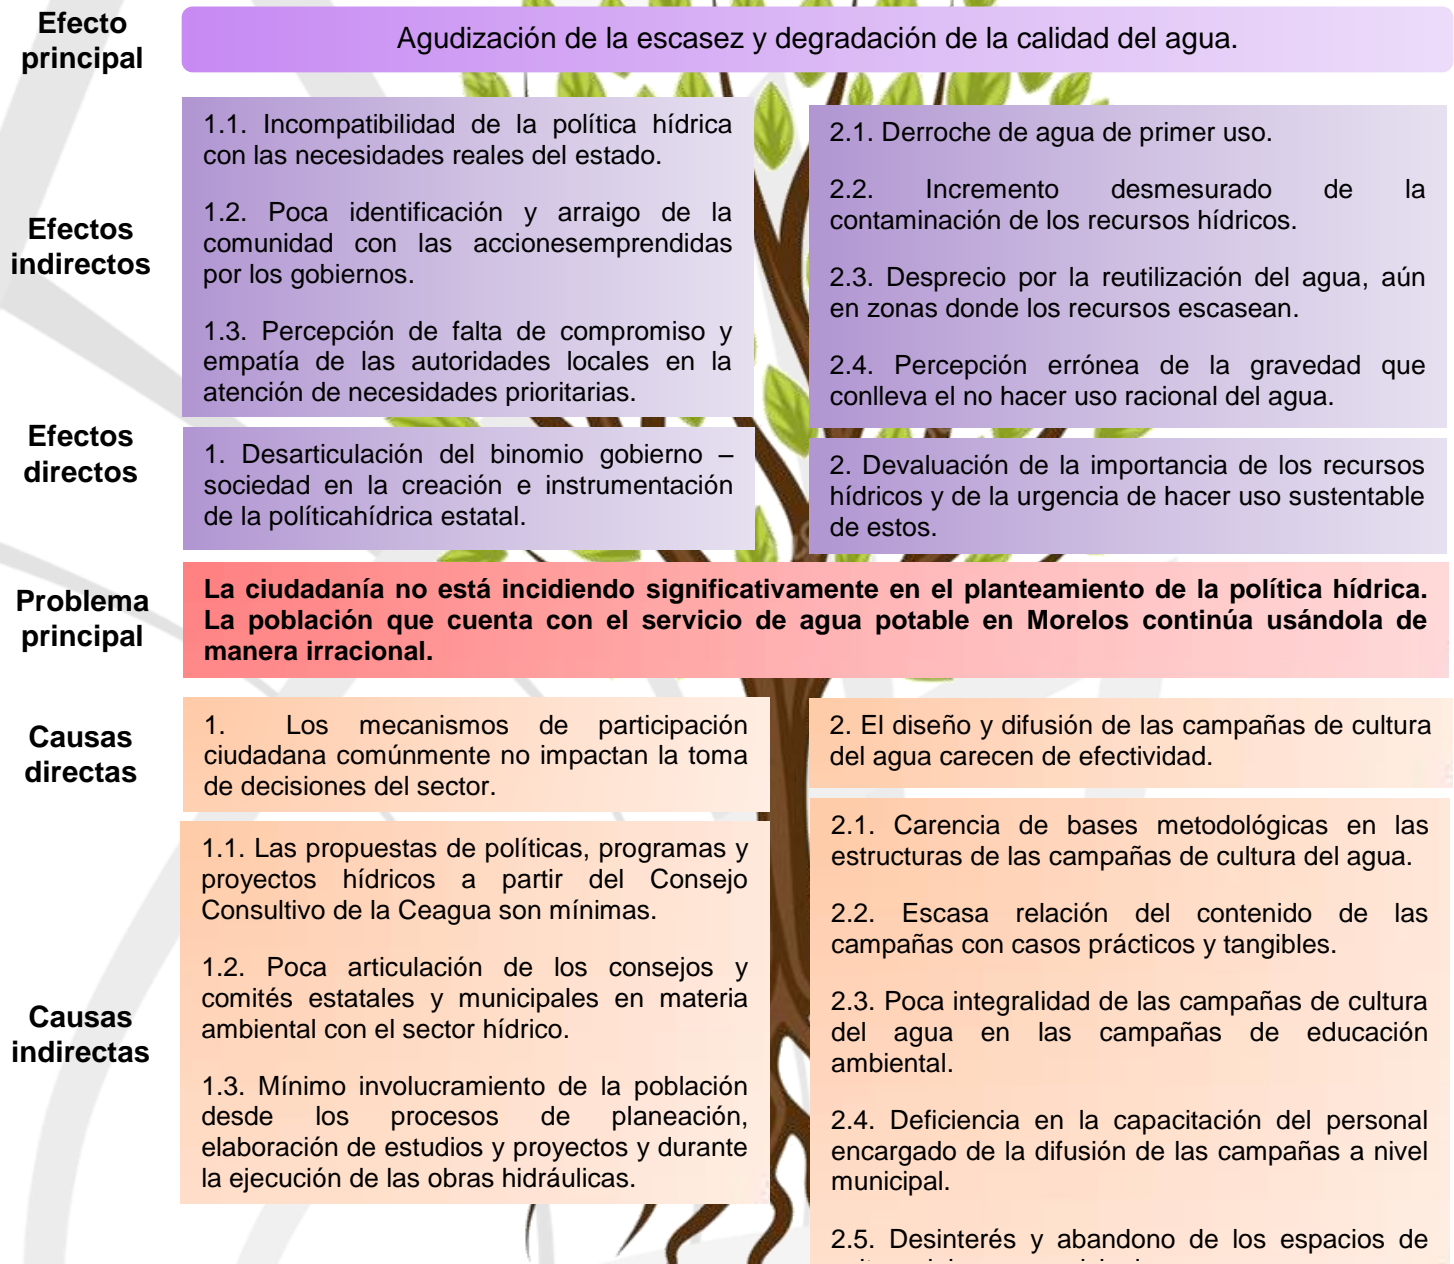 Efecto
principal
Agudización de la escasez y degradación de la calidad del agua.
Efectos
indirectos
1.1. Incompatibilidad de la política hídrica
con las necesidades reales del estado.
1.2. Poca identificación y arraigo de la
comunidad con las accionesemprendidas
por los gobiernos.
1.3. Percepción de falta de compromiso y
empatía de las autoridades locales en la
atención de necesidades prioritarias.
2.1. Derroche de agua de primer uso.
2.2. Incremento desmesurado de la
contaminación de los recursos hídricos.
2.3. Desprecio por la reutilización del agua, aún
en zonas donde los recursos escasean.
2.4. Percepción errónea de la gravedad que
conlleva el no hacer uso racional del agua.
Efectos
directos
1. Desarticulación del binomio gobierno –
sociedad en la creación e instrumentación
de la políticahídrica estatal.
2. Devaluación de la importancia de los recursos
hídricos y de la urgencia de hacer uso sustentable
de estos.
Problema
principal
La ciudadanía no está incidiendo significativamente en el planteamiento de la política hídrica.
La población que cuenta con el servicio de agua potable en Morelos continúa usándola de
manera irracional.
Causas
directas
1. Los mecanismos de participación
ciudadana comúnmente no impactan la toma
de decisiones del sector.
2. El diseño y difusión de las campañas de cultura
del agua carecen de efectividad.
Causas
indirectas
1.1. Las propuestas de políticas, programas y
proyectos hídricos a partir del Consejo
Consultivo de la Ceagua son mínimas.
1.2. Poca articulación de los consejos y
comités estatales y municipales en materia
ambiental con el sector hídrico.
1.3. Mínimo involucramiento de la población
desde los procesos de planeación,
elaboración de estudios y proyectos y durante
la ejecución de las obras hidráulicas.
2.1. Carencia de bases metodológicas en las
estructuras de las campañas de cultura del agua.
2.2. Escasa relación del contenido de las
campañas con casos prácticos y tangibles.
2.3. Poca integralidad de las campañas de cultura
del agua en las campañas de educación
ambiental.
2.4. Deficiencia en la capacitación del personal
encargado de la difusión de las campañas a nivel
municipal.
2.5. Desinterés y abandono de los espacios de